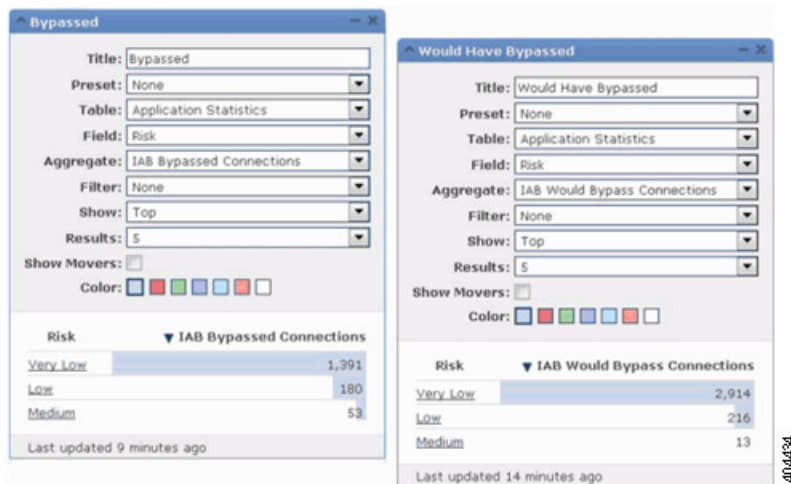 Bypassed
Title: Bypassed
Preset: None
Table: Application Statistics
Field: Risk
Aggregate: IAB Bypassed Connections
Filter: None
Show: Top
Results: 5
Show Movers:
Color:
Risk IAB Bypassed Connections
Very Low 1,391
Low 180
Medium 53
Last updated 9 minutes ago
Would Have Bypassed
Title: Would Have Bypassed
Preset: None
Table: Application Statistics
Field: Risk
Aggregate: IAB Would Bypass Connections
Filter: None
Show: Top
Results: 5
Show Movers:
Color:
Risk IAB Would Bypass Connections
Very Low 2,914
Low 216
Medium 13
Last updated 14 minutes ago
404434